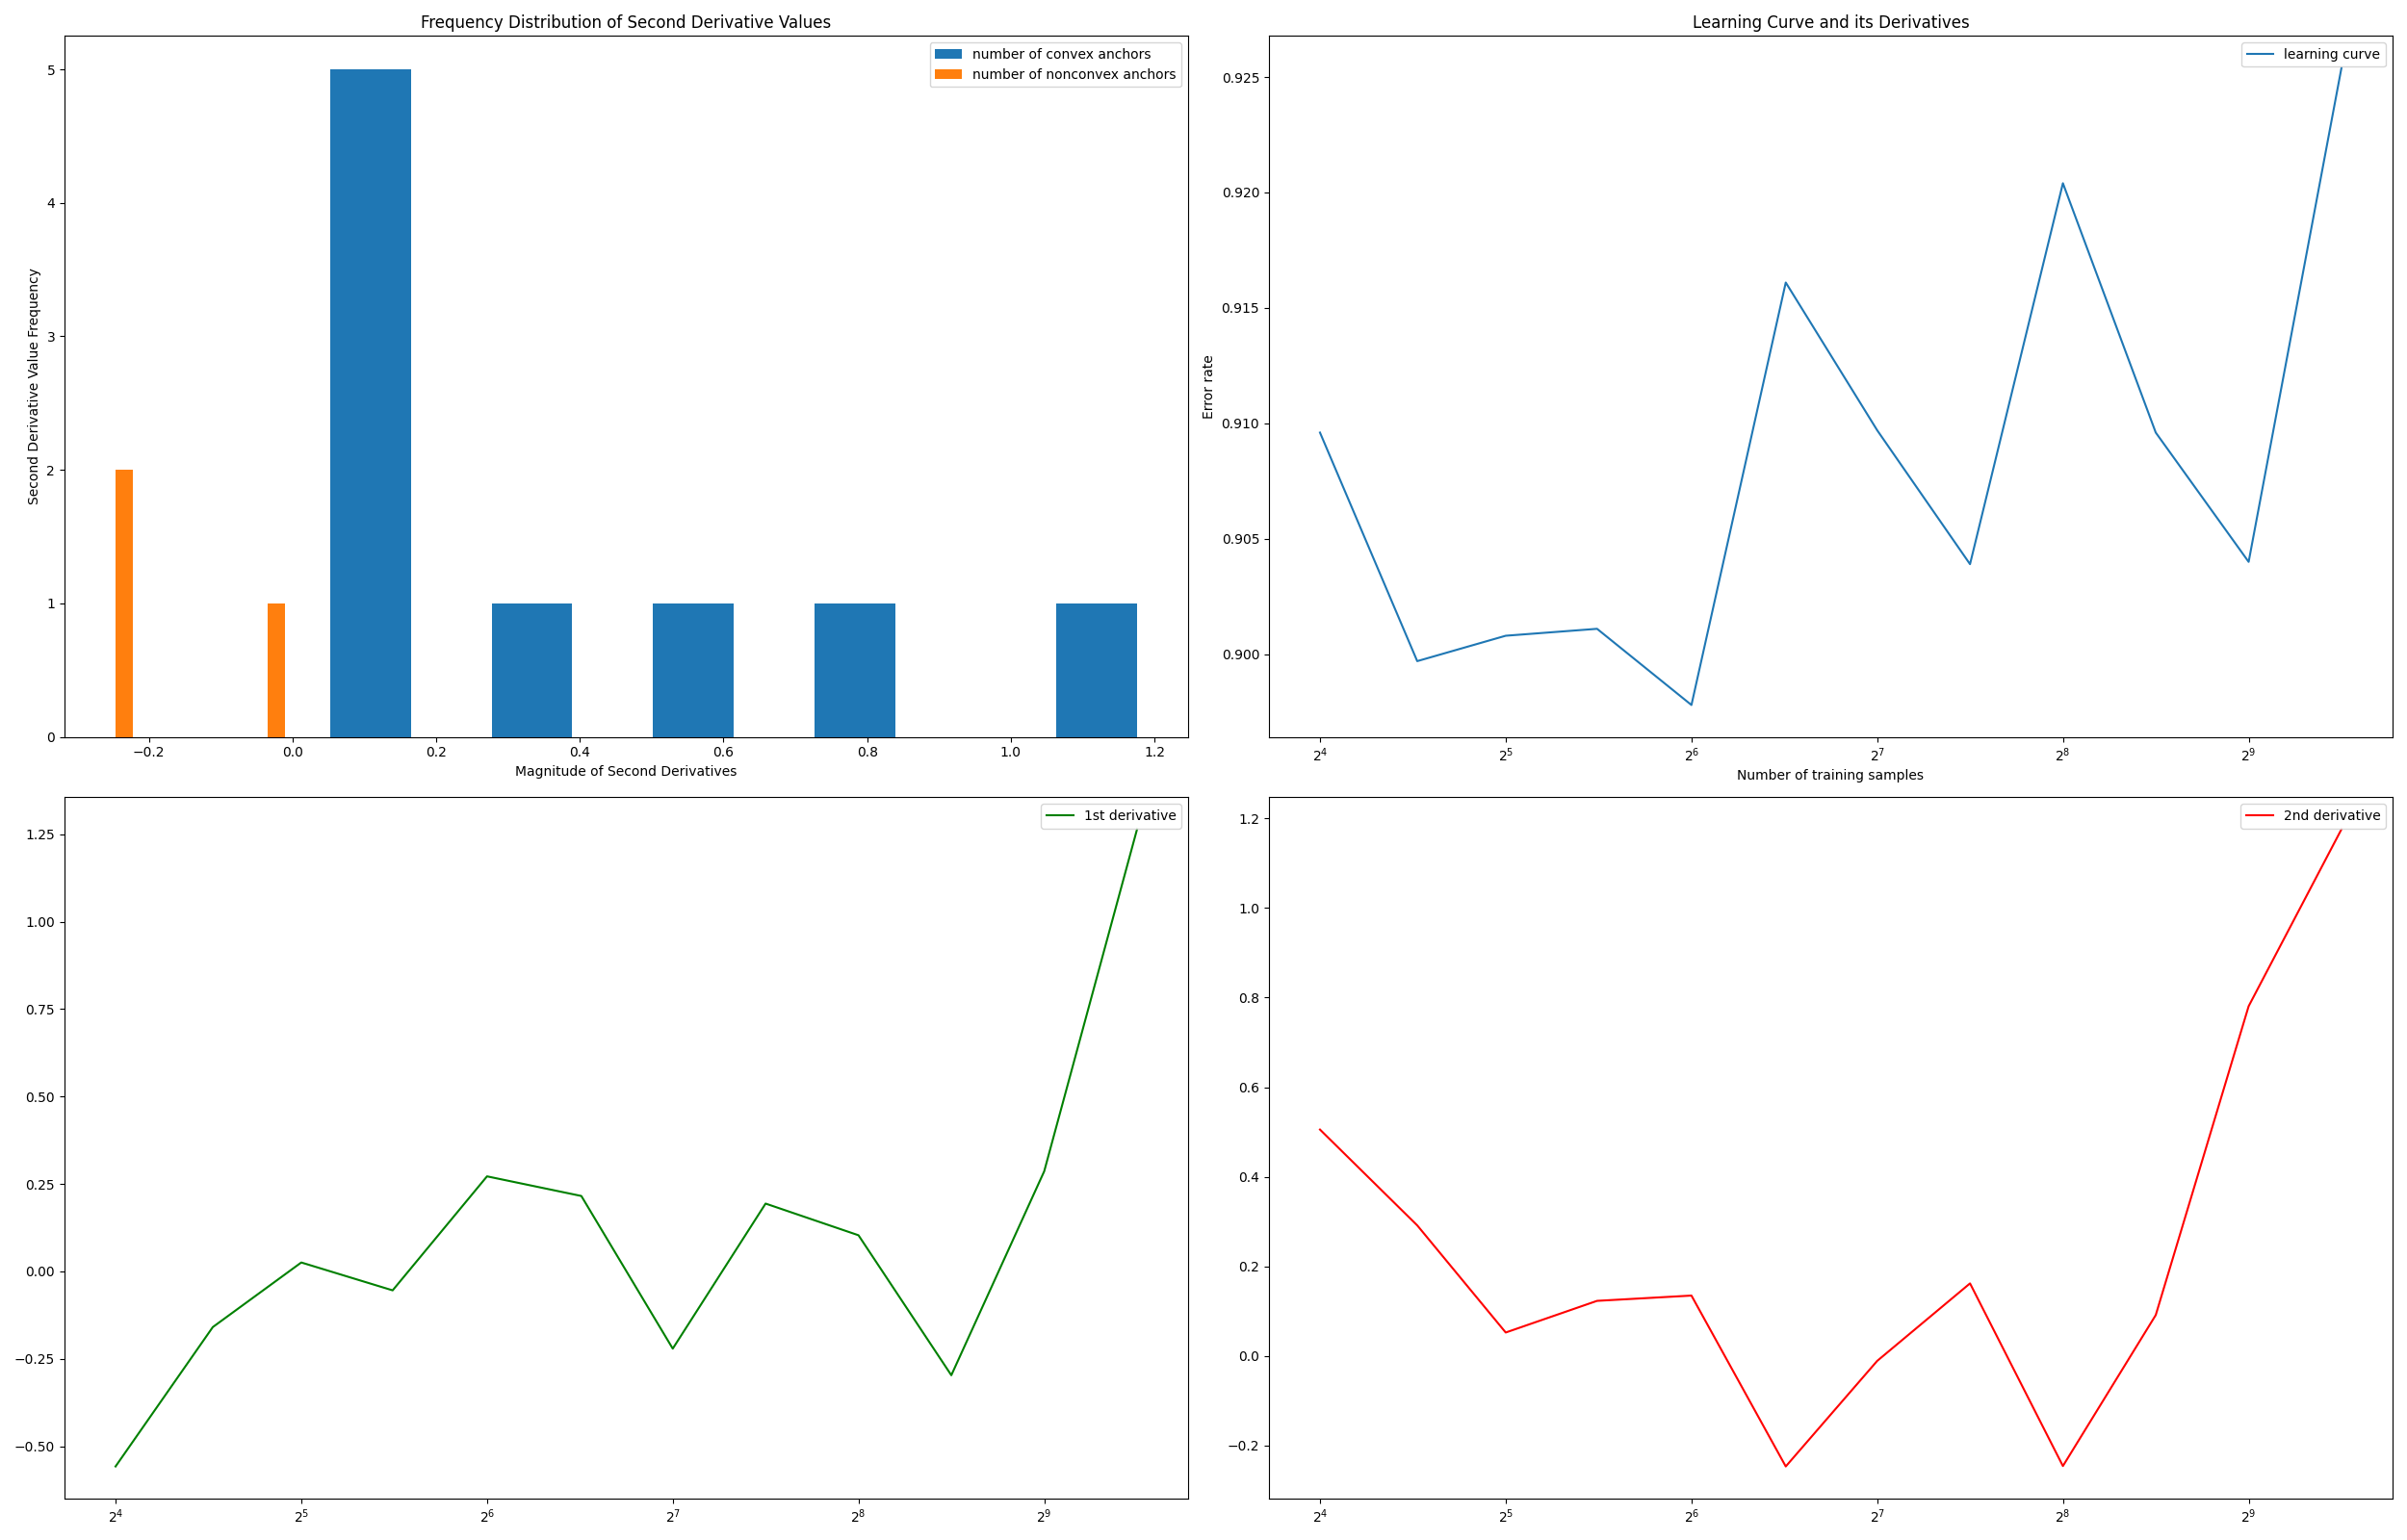 Frequency Distribution of Second Derivative Values
number of convex anchors
number of nonconvex anchors
Second Derivative Value Frequency
5
4
3
2
1
0
−0.2 0.0 0.2 0.4 0.6 0.8 1.0 1.2
Magnitude of Second Derivatives
Learning Curve and its Derivatives
learning curve
Error rate
0.925
0.920
0.915
0.910
0.905
0.900
2⁴ 2⁵ 2⁶ 2⁷ 2⁸ 2⁹
Number of training samples
1st derivative
1.25
1.00
0.75
0.50
0.25
0.00
−0.25
−0.50
2⁴ 2⁵ 2⁶ 2⁷ 2⁸ 2⁹
2nd derivative
1.2
1.0
0.8
0.6
0.4
0.2
0.0
−0.2
2⁴ 2⁵ 2⁶ 2⁷ 2⁸ 2⁹